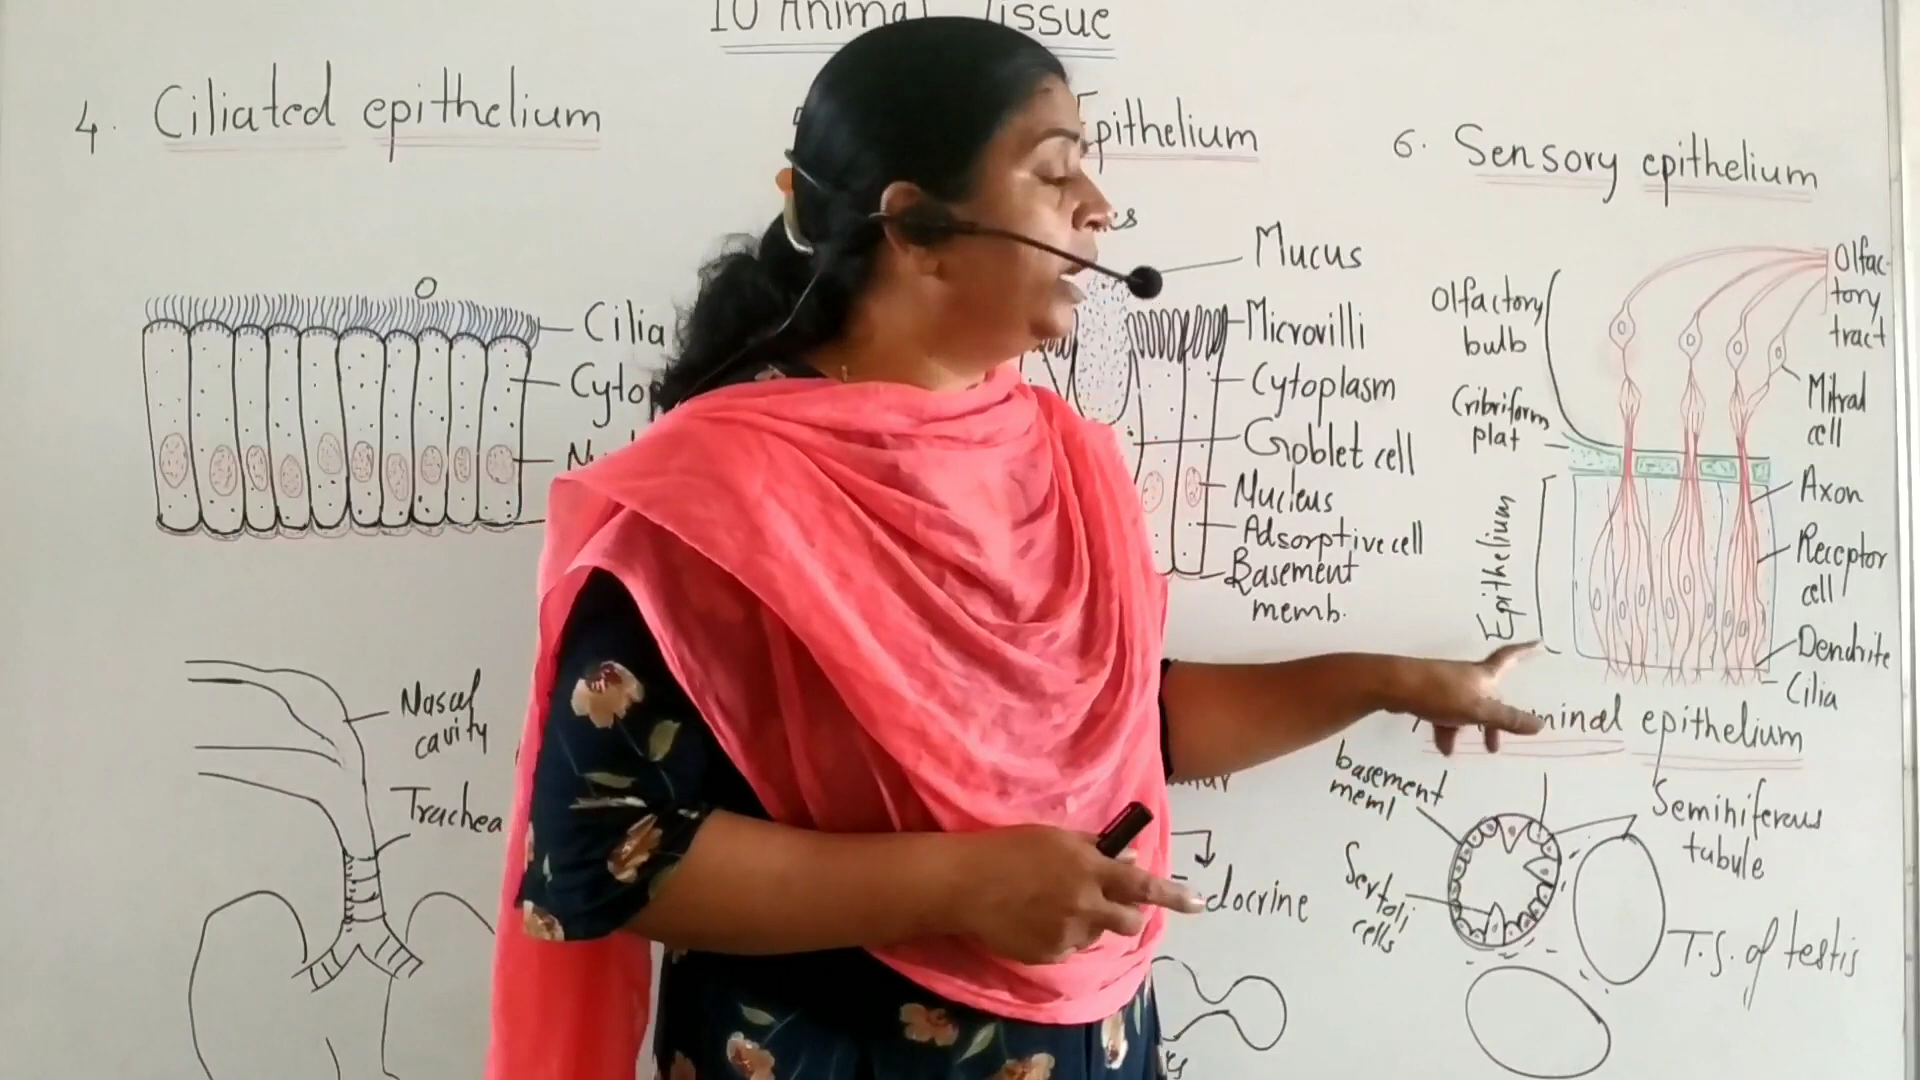 10 Animal Tissue
4. Ciliated epithelium
Cilia
Nasal
cavity
Trachea
Epithelium
Mucus
Microvilli
Cytoplasm
Goblet cell
Nucleus
Adsorptive cell
Basement
memb.
6. Sensory epithelium
Olfactory
bulb
Cribriform
plat
Epithelium
Olfac-
tory
tract
Mitral
cell
Axon
Receptor
cell
Dendrite
Cilia
epithelium
basement
meml
Sertoli
cells
Seminiferous
tubule
T.S. of testis